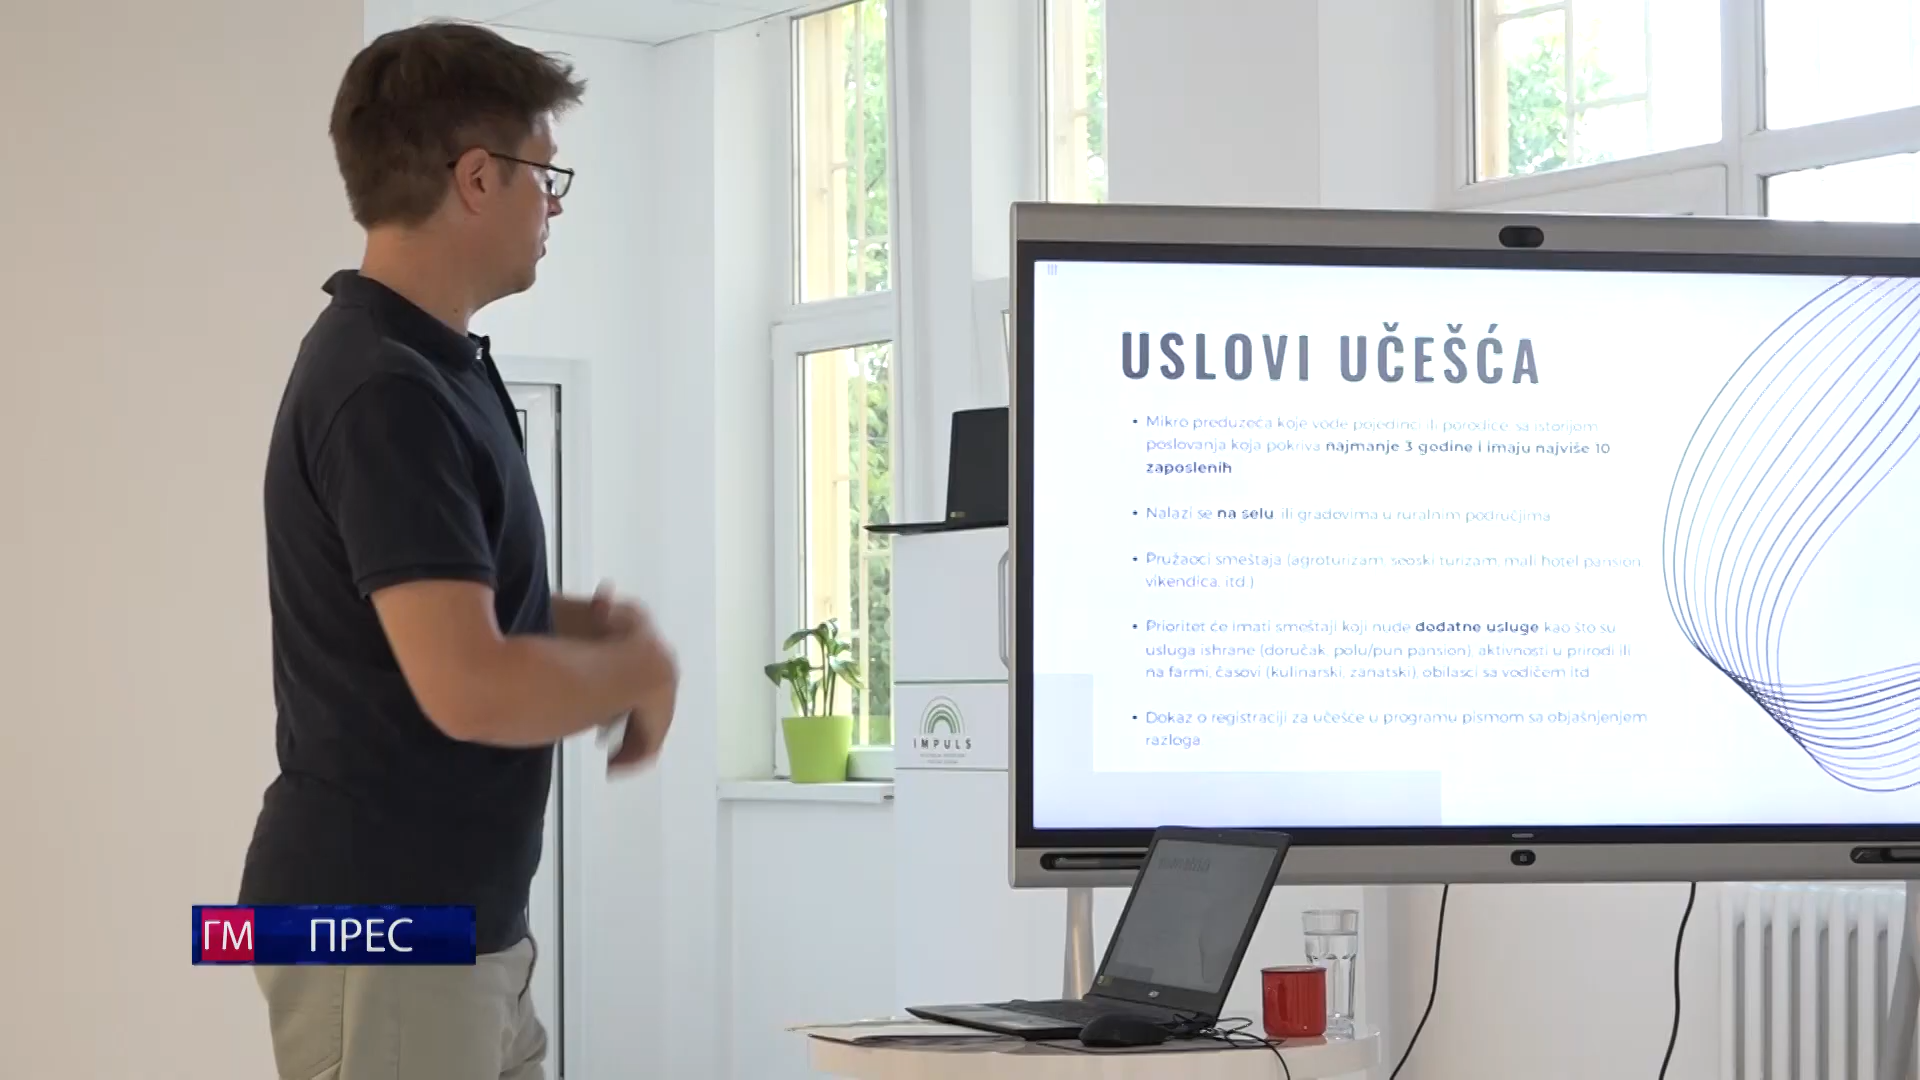 USLOVI UČEŠĆA
• Mikro preduzeća koje vode pojedinci ili porodice, sa istorijom
poslovanja koja pokriva najmanje 3 godine i imaju najviše 10
zaposlenih
• Nalazi se na selu ili gradovima u ruralnim područjima
• Pružaoci smeštaja (agroturizam, seoski turizam, mali hotel pansion
vikendica, itd.)
• Prioritet će imati smeštaji koji nude dodatne usluge kao što su
usluga ishrane (doručak, polu/pun pansion), aktivnosti u prirodi ili
na farmi, časovi (kulinarski, zanatski), obilasci sa vodičem itd
• Dokaz o registraciji za učešće u programu pismom sa objašnjenjem
razloga
IMPULS
ГМ ПРЕС
acer